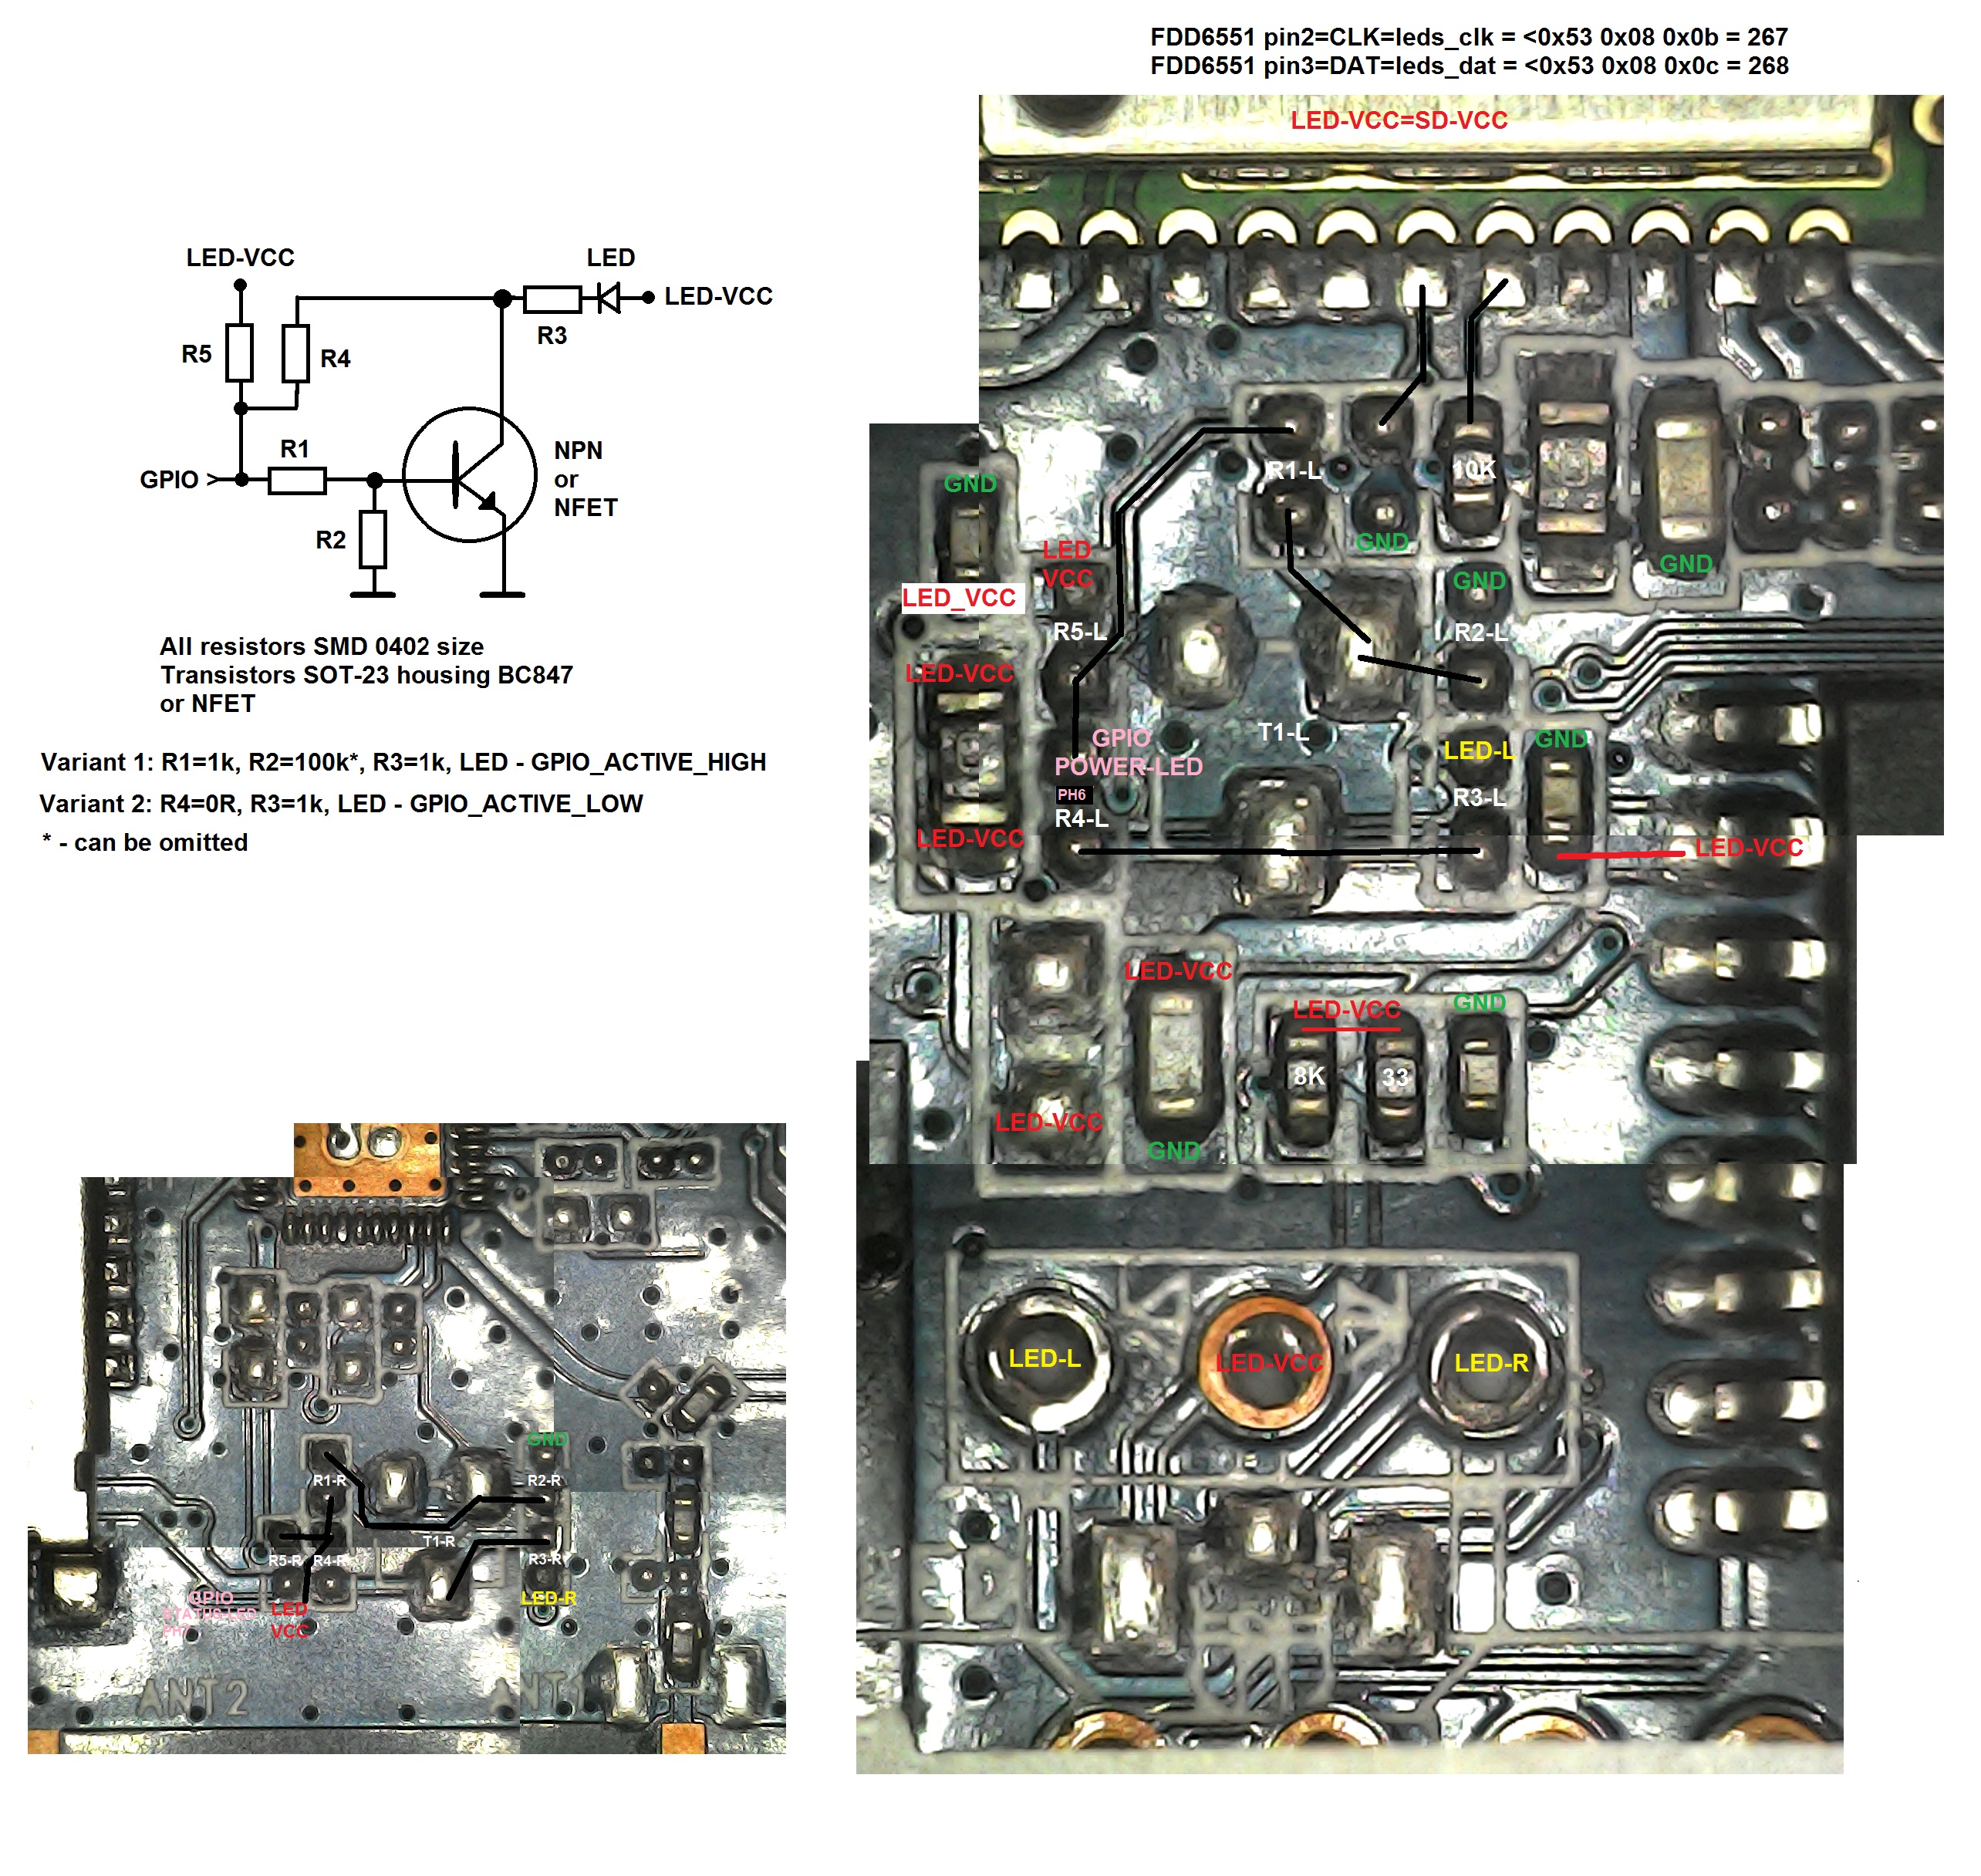 FDD6551 pin2=CLK=leds_clk = <0x53 0x08 0x0b = 267
FDD6551 pin3=DAT=leds_dat = <0x53 0x08 0x0c = 268
LED-VCC=SD-VCC
LED-VCC
LED
LED-VCC
R3
R5
R4
R1
GPIO >
R2
NPN
or
NFET
All resistors SMD 0402 size
Transistors SOT-23 housing BC847
or NFET
Variant 1: R1=1k, R2=100k*, R3=1k, LED - GPIO_ACTIVE_HIGH
Variant 2: R4=0R, R3=1k, LED - GPIO_ACTIVE_LOW
* - can be omitted
GND
R1-L
10K
LED
VCC
GND
GND
GND
LED_VCC
R5-L
R2-L
LED-VCC
GPIO
POWER-LED
PH6
R4-L
T1-L
LED-L
GND
R3-L
LED-VCC
LED-VCC
LED-VCC
LED-VCC
GND
8K
33
LED-VCC
GND
LED-L
LED-VCC
LED-R
GND
R1-R
R2-R
T1-R
R5-R
R4-R
R3-R
GPIO
STATUS-LED
LED
VCC
LED-R
ANT2
ANT1